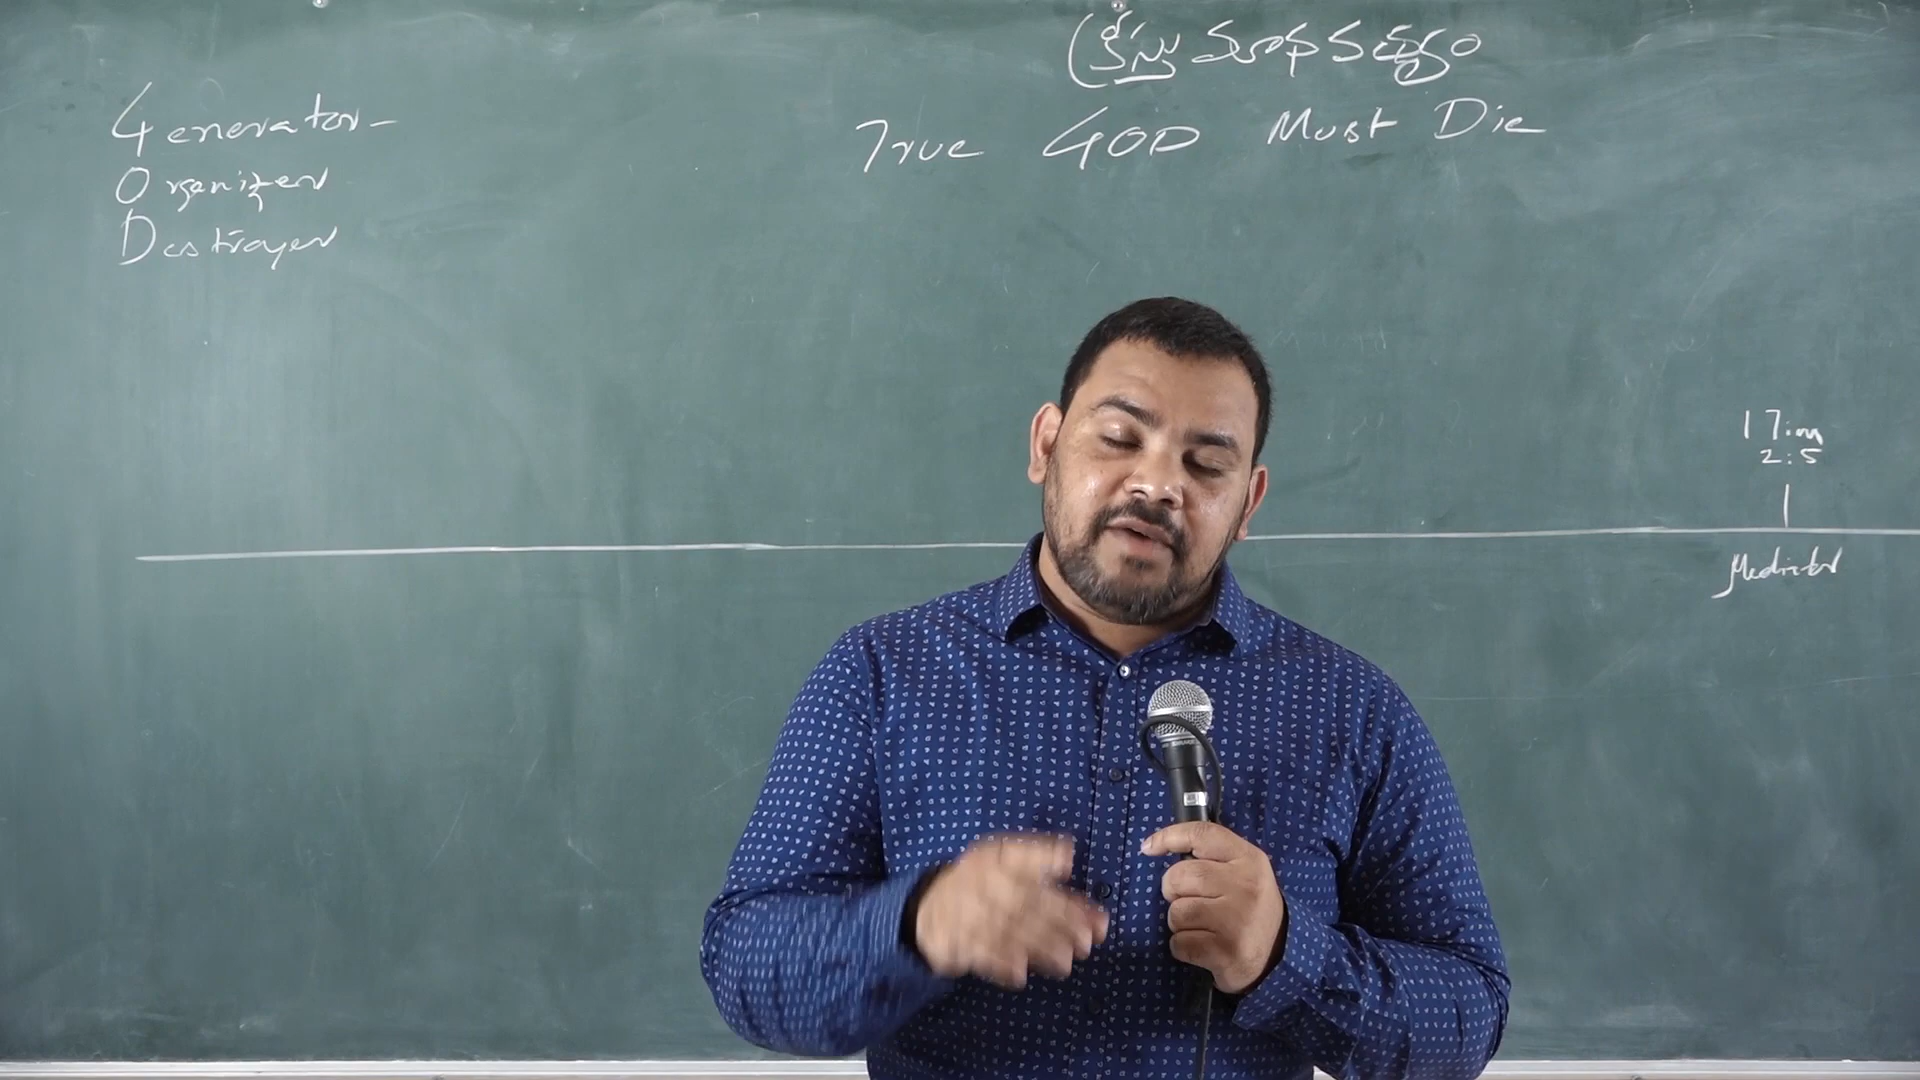 క్రీస్తు మానవత్వం
True GOD Must Die
Generator-
Organizer
Destroyer
1 Tim
2:5
Mediator